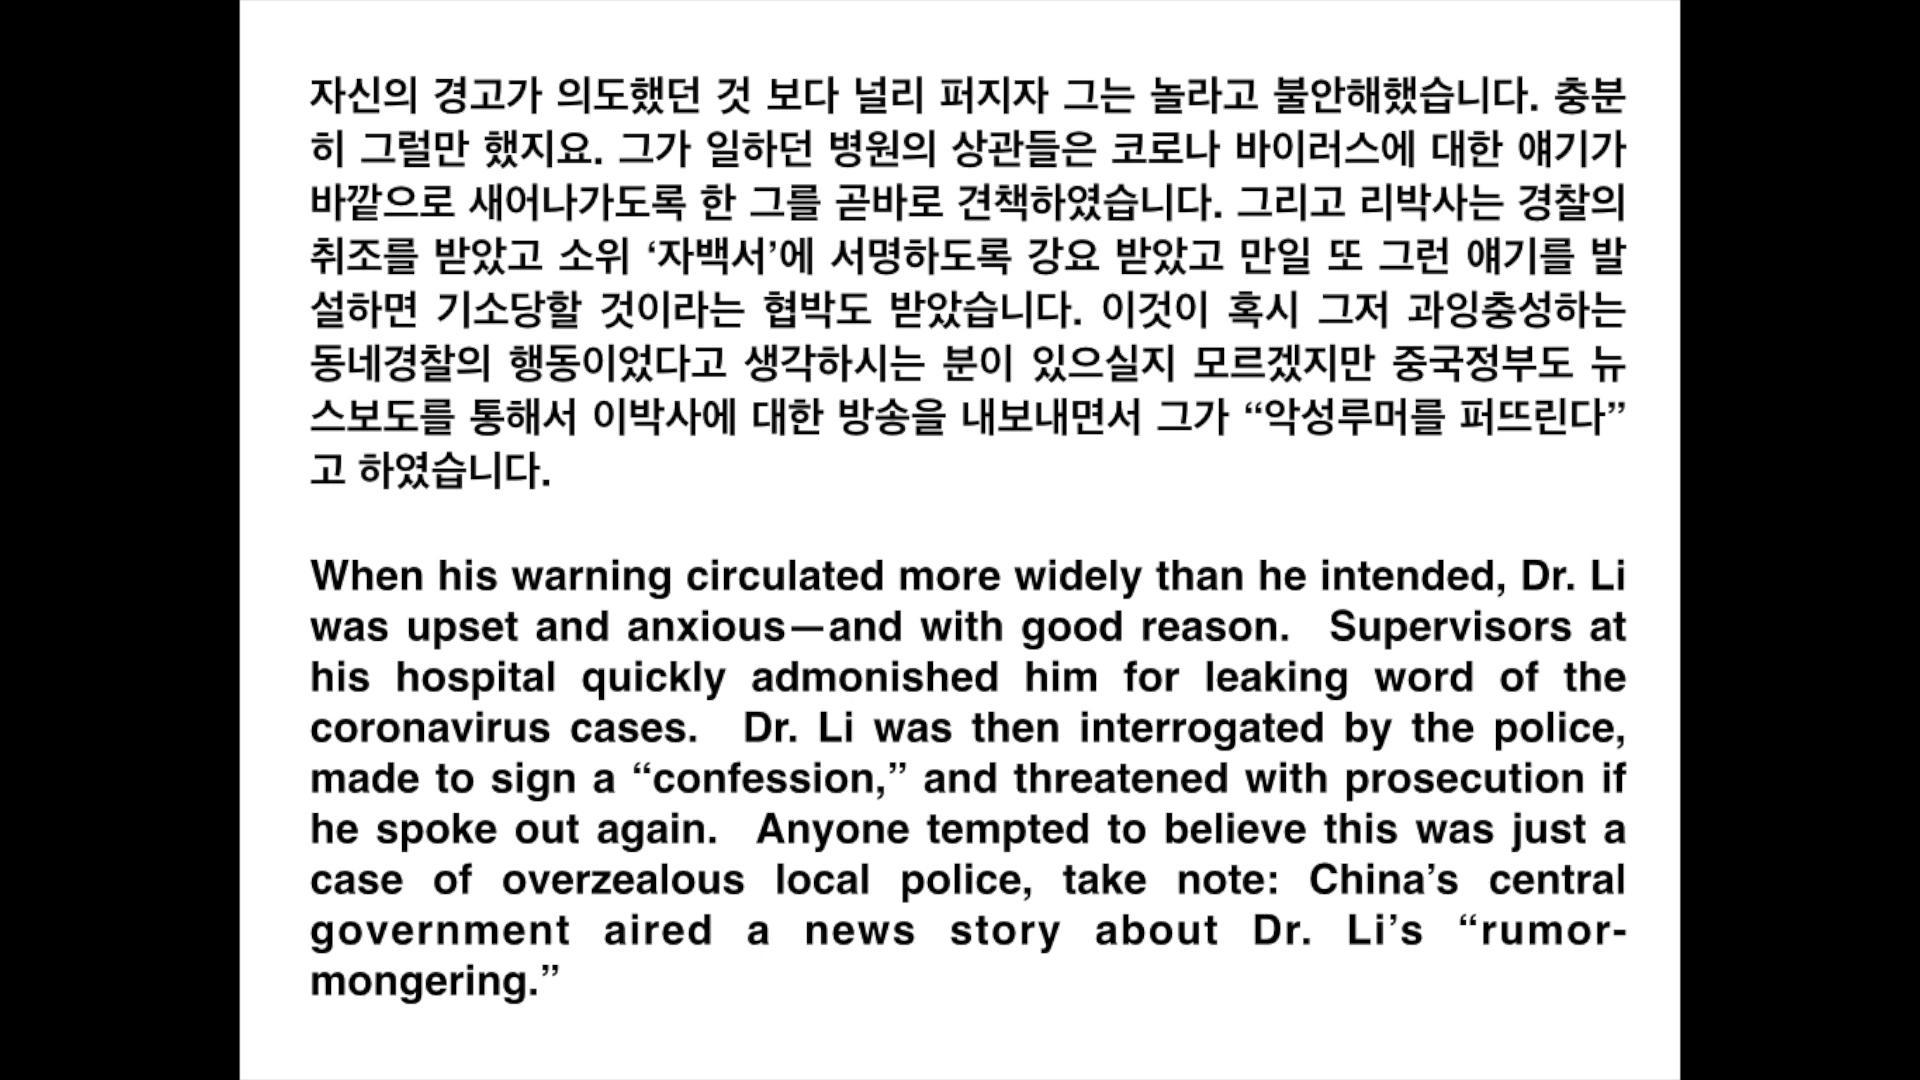 자신의 경고가 의도했던 것 보다 널리 퍼지자 그는 놀라고 불안해했습니다. 충분
히 그럴만 했지요. 그가 일하던 병원의 상관들은 코로나 바이러스에 대한 얘기가
바깥으로 새어나가도록 한 그를 곧바로 견책하였습니다. 그리고 리박사는 경찰의
취조를 받았고 소위 ‘자백서’에 서명하도록 강요 받았고 만일 또 그런 얘기를 발
설하면 기소당할 것이라는 협박도 받았습니다. 이것이 혹시 그저 과잉충성하는
동네경찰의 행동이었다고 생각하시는 분이 있으실지 모르겠지만 중국정부도 뉴
스보도를 통해서 이박사에 대한 방송을 내보내면서 그가 “악성루머를 퍼뜨린다”
고 하였습니다.
When his warning circulated more widely than he intended, Dr. Li
was upset and anxious—and with good reason. Supervisors at
his hospital quickly admonished him for leaking word of the
coronavirus cases. Dr. Li was then interrogated by the police,
made to sign a “confession,” and threatened with prosecution if
he spoke out again. Anyone tempted to believe this was just a
case of overzealous local police, take note: China’s central
government aired a news story about Dr. Li’s “rumor-
mongering.”